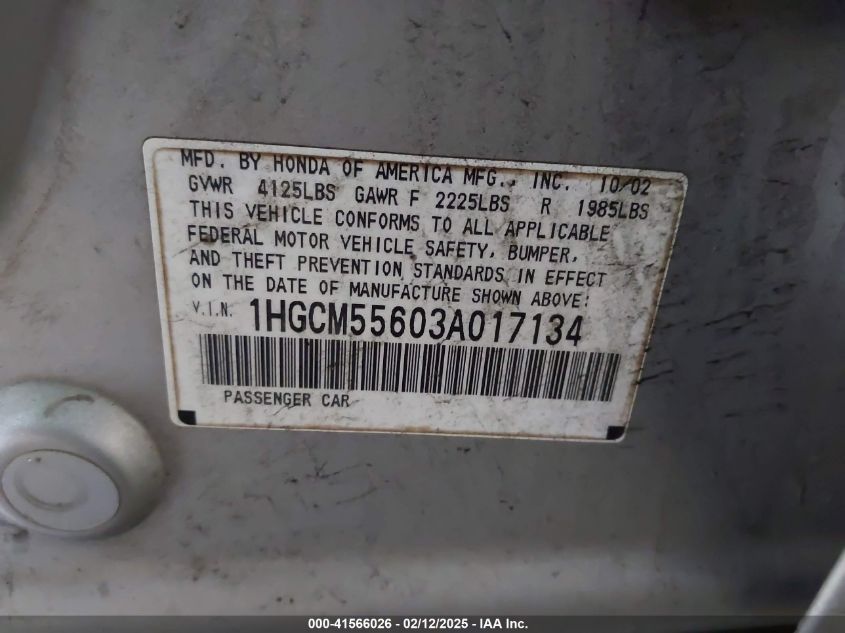 MFD. BY HONDA OF AMERICA MFG., INC. 10/02
GVWR 4125LBS GAWR F 2225LBS R 1985LBS
THIS VEHICLE CONFORMS TO ALL APPLICABLE
FEDERAL MOTOR VEHICLE SAFETY, BUMPER,
AND THEFT PREVENTION STANDARDS IN EFFECT
ON THE DATE OF MANUFACTURE SHOWN ABOVE:
V.I.N. 1HGCM55603A017134
PASSENGER CAR
000-41566026 - 02/12/2025 - IAA Inc.